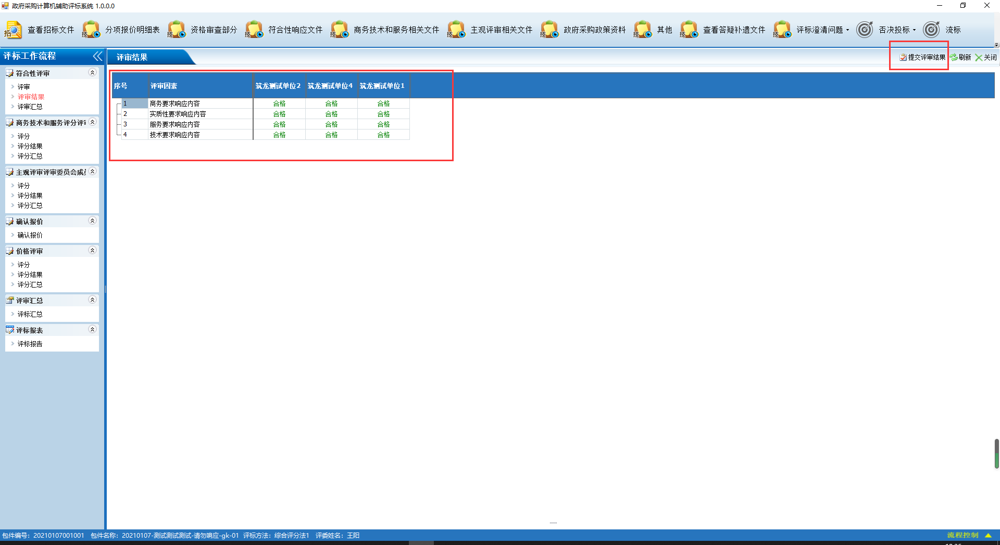 政府采购计算机辅助评标系统 1.0.0.0
查看招标文件 分项报价明细表 资格审查部分 符合性响应文件 商务技术和服务相关文件 主观评审相关文件 政府采购政策资料 其他 查看答疑补遗文件 评标澄清问题 否决投标 流标
评标工作流程
评审结果
提交评审结果 刷新 关闭
符合性评审
评审
评审结果
评审汇总
商务技术和服务评分评
评分
评分结果
评分汇总
主观评审评审委员会成
评分
评分结果
评分汇总
确认报价
确认报价
价格评审
评分
评分结果
评分汇总
评审汇总
评标汇总
评标报表
评标报告
序号 评审因素 筑龙测试单位2 筑龙测试单位4 筑龙测试单位1
1 商务要求响应内容 合格 合格 合格
2 实质性要求响应内容 合格 合格 合格
3 服务要求响应内容 合格 合格 合格
4 技术要求响应内容 合格 合格 合格
包件编号：20210107001001 包件名称：20210107-测试测试测试-请勿响应-gk-01 评标方法：综合评分法1 评委姓名：王阳
流程控制